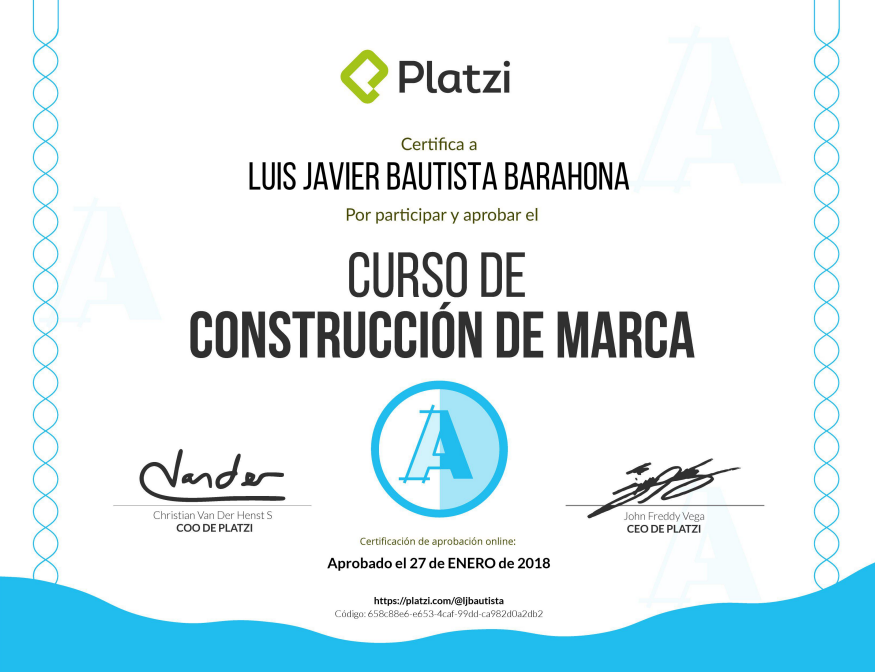 Platzi
Certifica a
LUIS JAVIER BAUTISTA BARAHONA
Por participar y aprobar el
CURSO DE
CONSTRUCCIÓN DE MARCA
A
Vander
Christian Van Der Henst S
COO DE PLATZI
John Freddy Vega
CEO DE PLATZI
Certificación de aprobación online:
Aprobado el 27 de ENERO de 2018
https://platzi.com/@ljbautista
Código: 658c88e6-e653-4caf-99dd-ca982d0a2db2